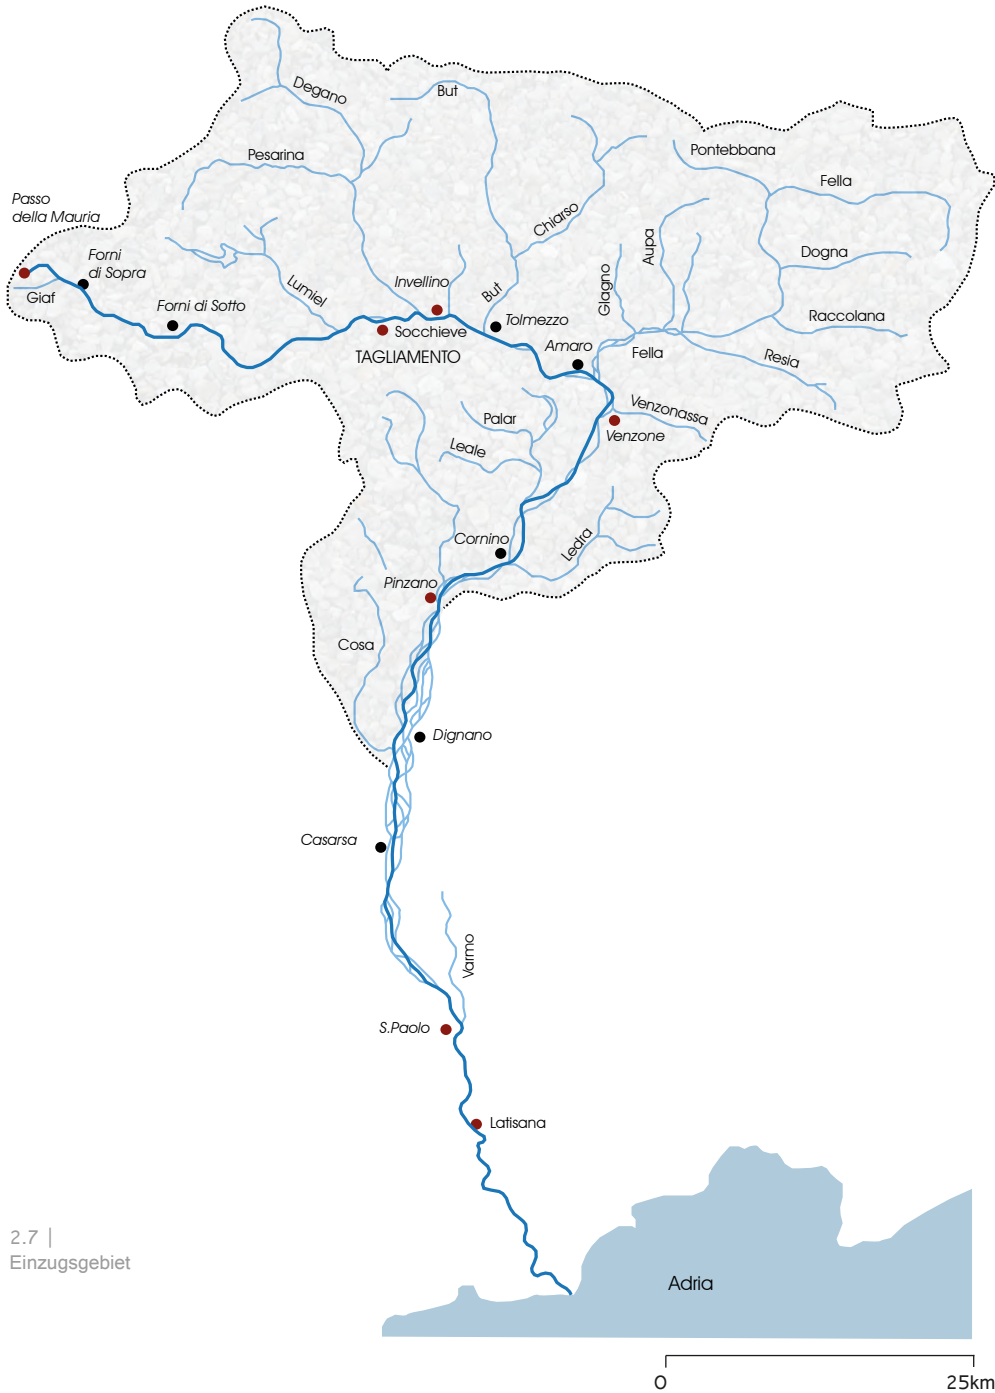 Degano
But
Pontebbana
Pesarina
Fella
Passo
della Mauria
Chiarso
Aupa
Forni
di Sopra
Dogna
Giaf
Lumiel
Invellino
But
Glagno
Forni di Sotto
Tolmezzo
Raccolana
Socchieve
Amaro
Fella
Resia
TAGLIAMENTO
Palar
Venzonassa
Venzone
Leale
Cornino
Ledra
Pinzano
Cosa
Dignano
Casarsa
Varmo
S.Paolo
Latisana
2.7 |
Einzugsgebiet
Adria
0
25km